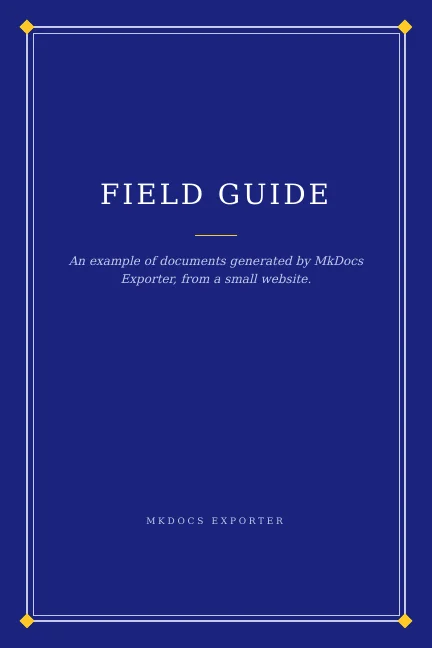 FIELD GUIDE
An example of documents generated by MkDocs
Exporter, from a small website.
MKDOCS EXPORTER